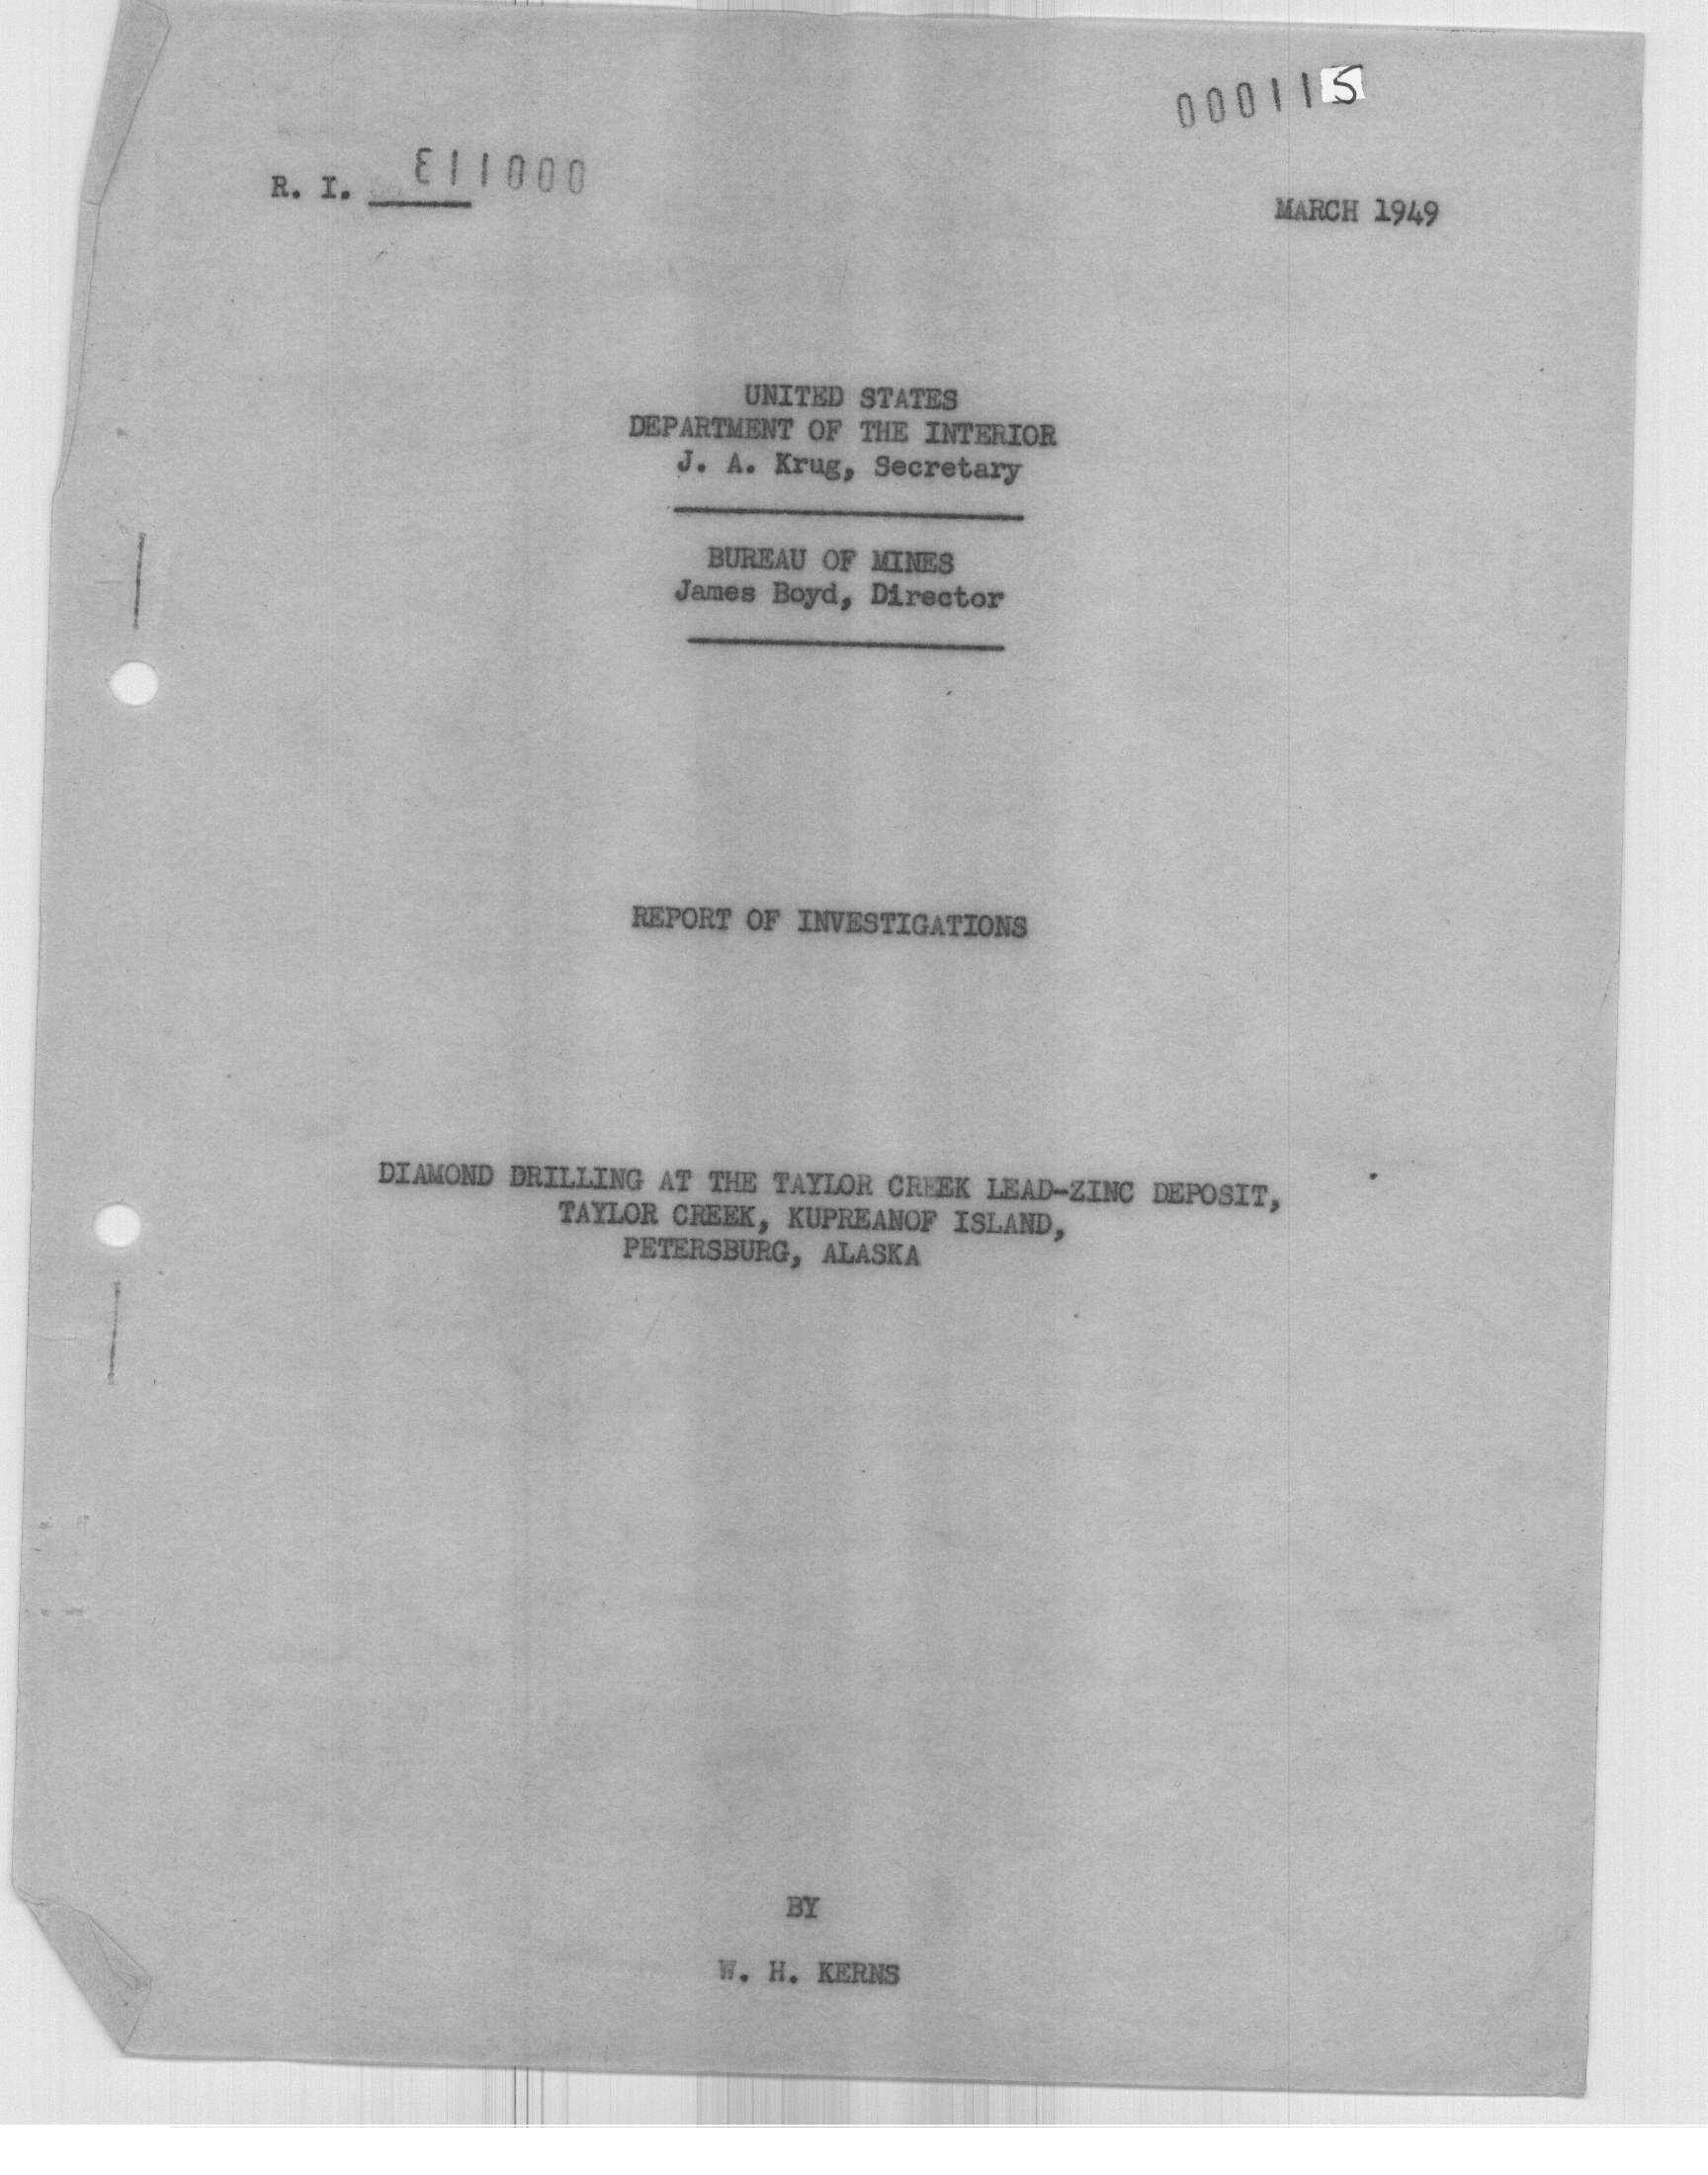 000115
R. I. 000113
MARCH 1949
UNITED STATES
DEPARTMENT OF THE INTERIOR
J. A. Krug, Secretary
BUREAU OF MINES
James Boyd, Director
REPORT OF INVESTIGATIONS
DIAMOND DRILLING AT THE TAYLOR CREEK LEAD-ZINC DEPOSIT,
TAYLOR CREEK, KUPREANOF ISLAND,
PETERSBURG, ALASKA
BY
W. H. KERNS